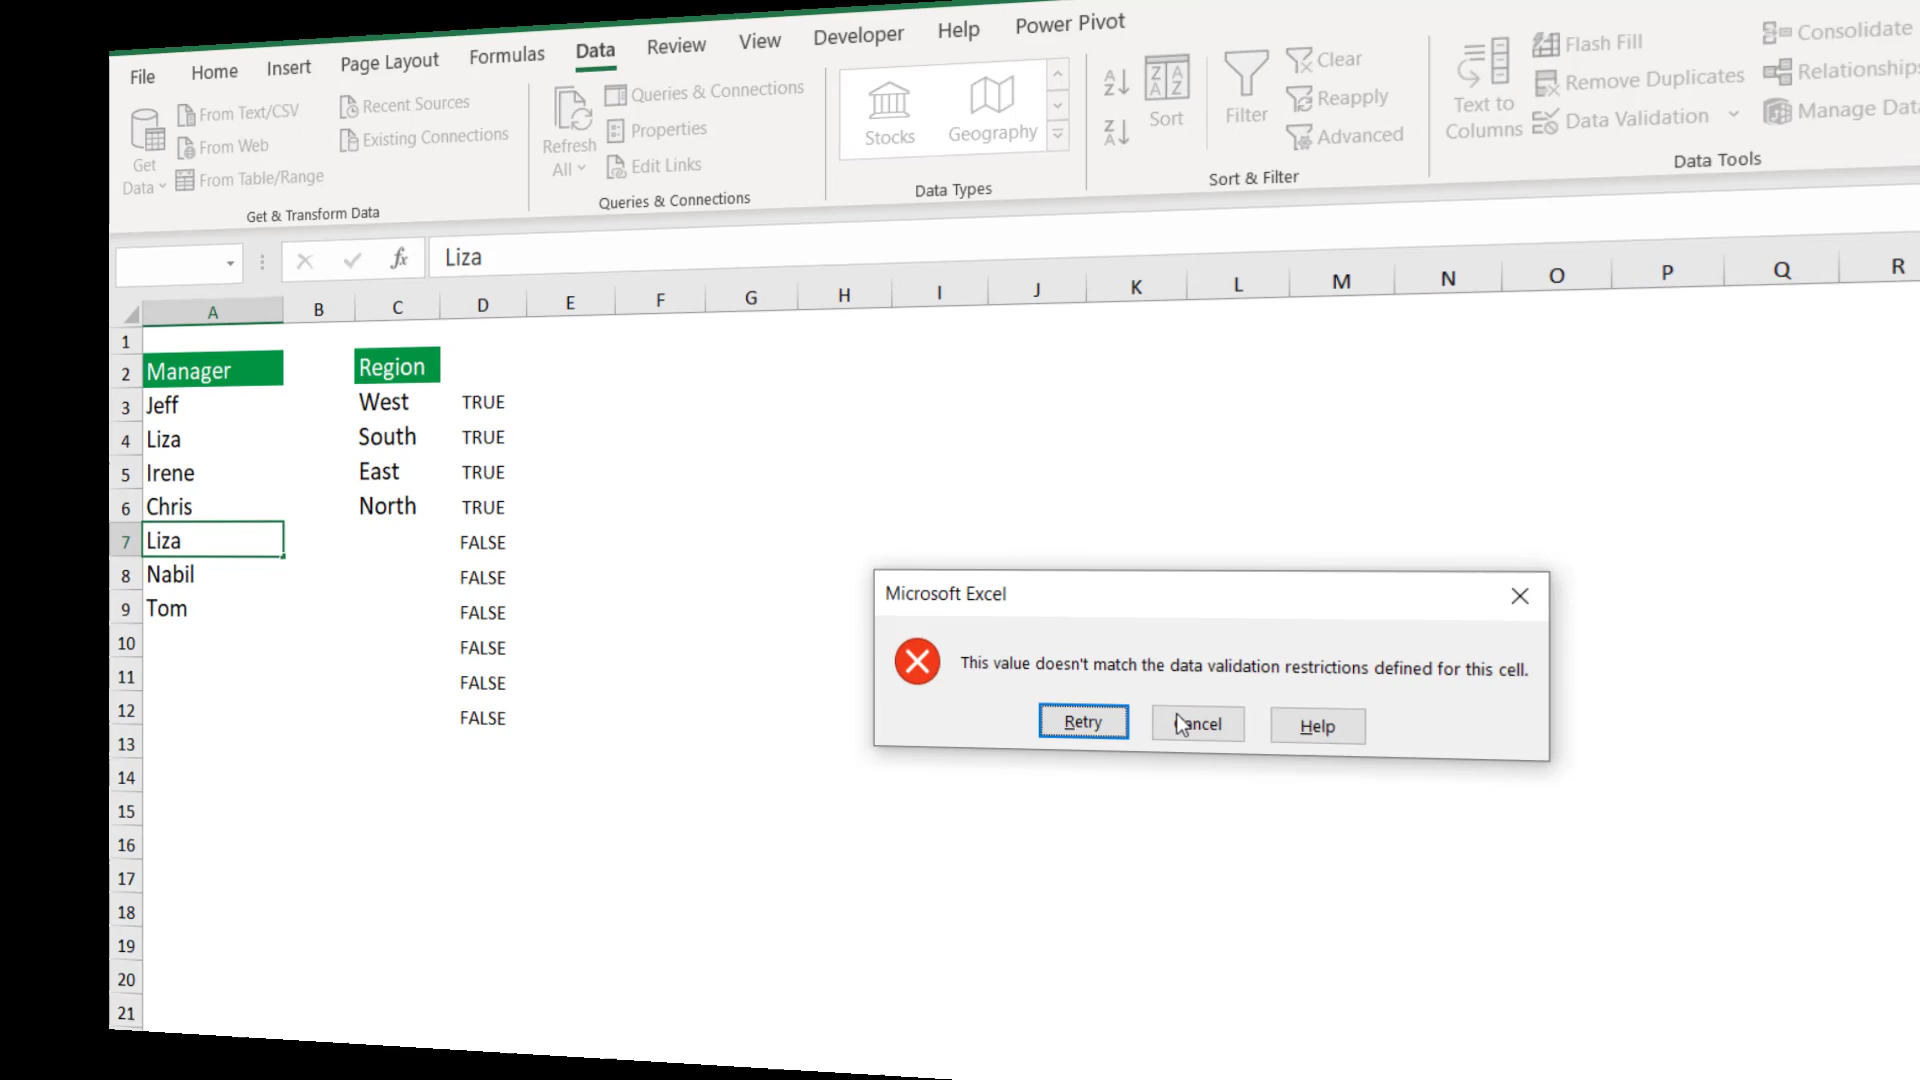 File Home Insert Page Layout Formulas Data Review View Developer Help Power Pivot
Get Data
From Text/CSV
From Web
From Table/Range
Recent Sources
Existing Connections
Get & Transform Data
Refresh All
Queries & Connections
Properties
Edit Links
Queries & Connections
Stocks
Geography
Data Types
Sort
Filter
Clear
Reapply
Advanced
Sort & Filter
Text to Columns
Flash Fill
Remove Duplicates
Data Validation
Consolidate
Relationships
Manage Data
Data Tools
fx Liza
A B C D E F G H I J K L M N O P Q R
1
2 Manager Region
3 Jeff West TRUE
4 Liza South TRUE
5 Irene East TRUE
6 Chris North TRUE
7 Liza FALSE
8 Nabil FALSE
9 Tom FALSE
10 FALSE
11 FALSE
12 FALSE
13
14
15
16
17
18
19
20
21
Microsoft Excel
This value doesn't match the data validation restrictions defined for this cell.
Retry Cancel Help